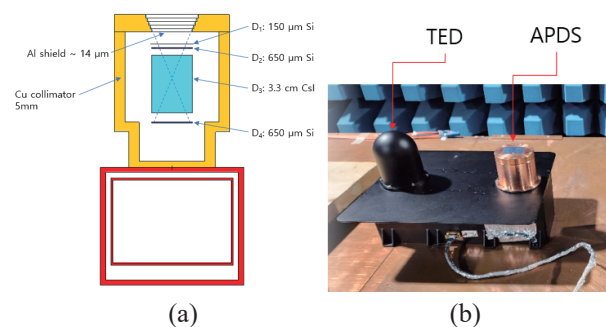 Al shield ~ 14 µm
Cu collimator
5mm
D₁: 150 µm Si
D₂: 650 µm Si
D₃: 3.3 cm CsI
D₄: 650 µm Si
(a)
TED
APDS
(b)